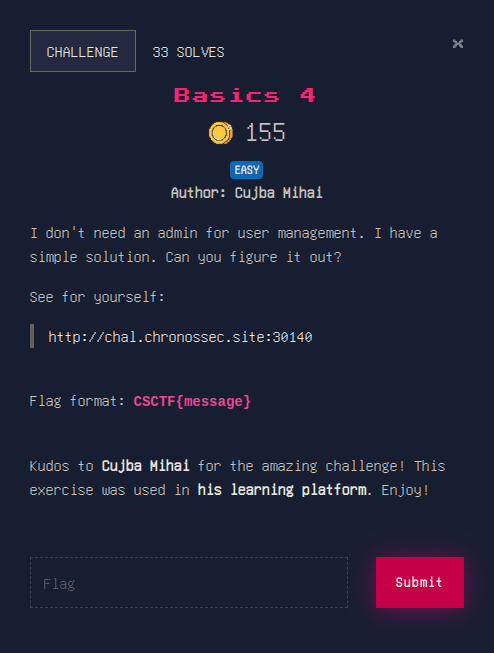 CHALLENGE 33 SOLVES ×
Basics 4
155
EASY
Author: Cujba Mihai
I don't need an admin for user management. I have a
simple solution. Can you figure it out?
See for yourself:
http://chal.chronossec.site:30140
Flag format: CSCTF{message}
Kudos to Cujba Mihai for the amazing challenge! This
exercise was used in his learning platform. Enjoy!
Flag Submit